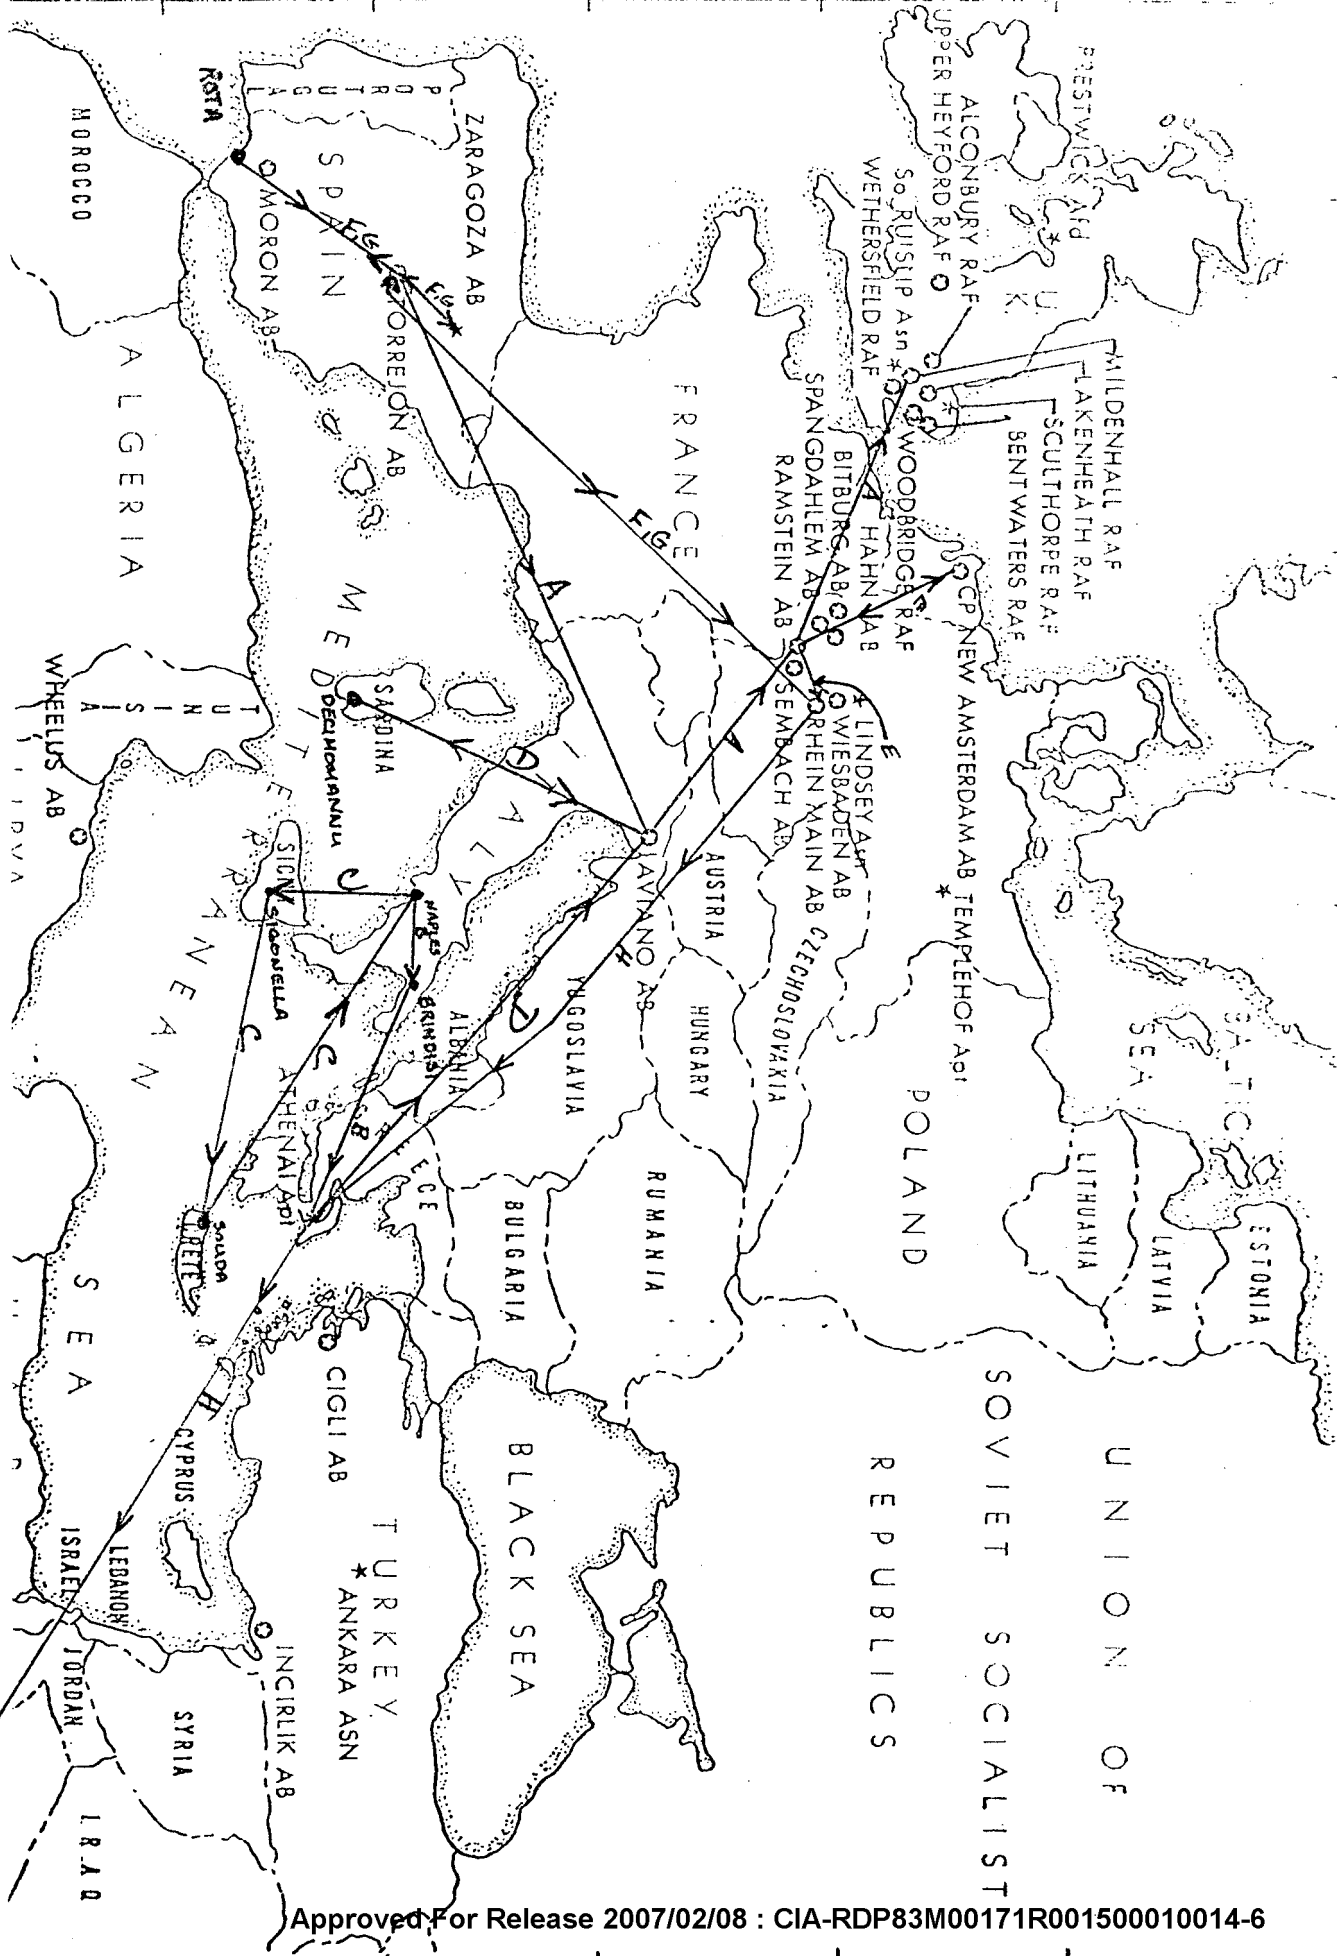 PRESTWICK Afd
U.
K.
UPPER HEYFORD RAF
ALCONBURY RAF
So. RUISLIP Asn
WETHERSFIELD RAF
MILDENHALL RAF
LAKENHEATH RAF
SCULTHORPE RAF
BENTWATERS RAF
WOODBRIDGE RAF
HAHN AB
BITBURG AB
SPANGDAHLEM AB
RAMSTEIN AB
CP NEW AMSTERDAM AB
TEMPLEHOF Apt
LINDSEY Asn
WIESBADEN AB
RHEIN MAIN AB
SEMBACH AB
A
B
E
BALTIC
SEA
ESTONIA
LATVIA
LITHUANIA
POLAND
UNION OF
SOVIET SOCIALIST
REPUBLICS
CZECHOSLOVAKIA
AUSTRIA
HUNGARY
RUMANIA
BULGARIA
YUGOSLAVIA
ALBANIA
GREECE
FRANCE
F,G
A
A
H
D
ZARAGOZA AB
PORTUGAL
SPAIN
ROTA
MORON AB
TORREJON AB
F,G
F,G
MOROCCO
ALGERIA
TUNISIA
WHEELUS AB
MEDITERRANEAN
SEA
SARDINA
DECIMOMANNU
D
ITALY
AVIANO AB
NAPLES
B
BRINDISI
B
SICILY
SIGONELLA
C
C
C
ATHENAI Apt
SOUDA
CRETE
BLACK SEA
TURKEY
CIGLI AB
ANKARA ASN
INCIRLIK AB
H
CYPRUS
LEBANON
ISRAEL
JORDAN
SYRIA
IRAQ
Approved For Release 2007/02/08 : CIA-RDP83M00171R001500010014-6